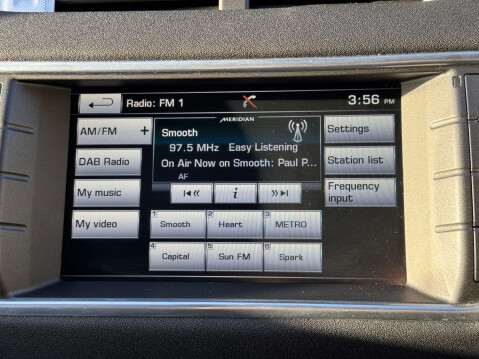 Radio: FM 1
3:56 PM
AM/FM +
MERIDIAN
Smooth
97.5 MHz Easy Listening
On Air Now on Smooth: Paul P...
AF
Settings
DAB Radio
Station list
My music
i
Frequency
input
My video
1 Smooth
2 Heart
3 METRO
4 Capital
5 Sun FM
6 Spark